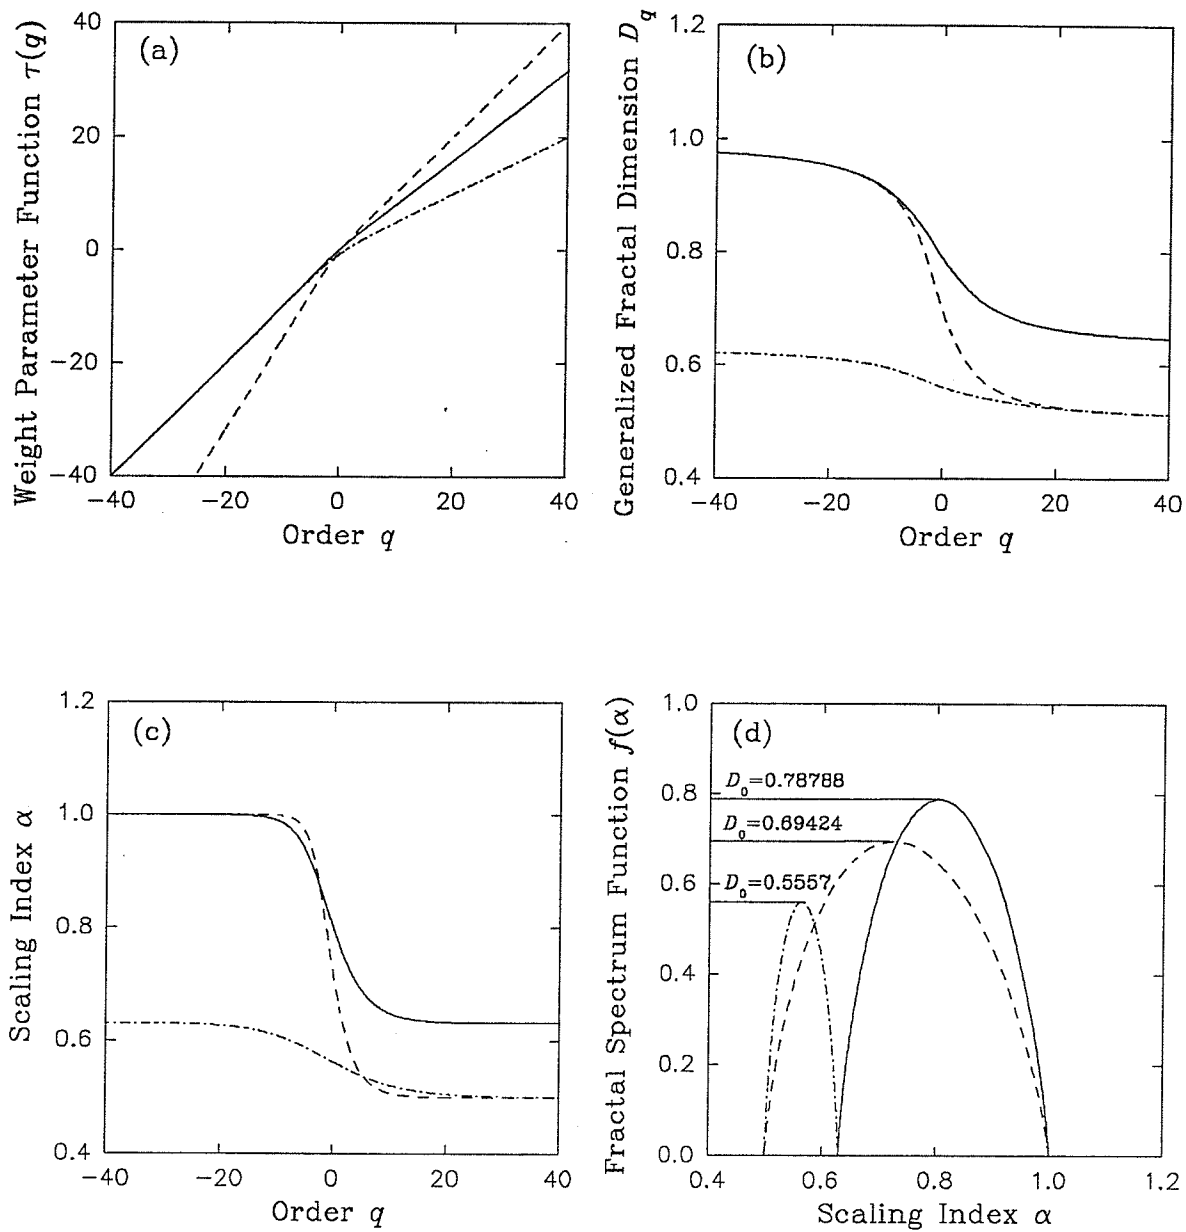 (a)
Weight Parameter Function τ(q)
40
20
0
−20
−40
−40 −20 0 20 40
Order q
(b)
Generalized Fractal Dimension D_q
1.2
1.0
0.8
0.6
0.4
−40 −20 0 20 40
Order q
(c)
Scaling Index α
1.2
1.0
0.8
0.6
0.4
−40 −20 0 20 40
Order q
(d)
Fractal Spectrum Function f(α)
1.0
0.8
0.6
0.4
0.2
0.0
D_0=0.78788
D_0=0.69424
D_0=0.5557
0.4 0.6 0.8 1.0 1.2
Scaling Index α